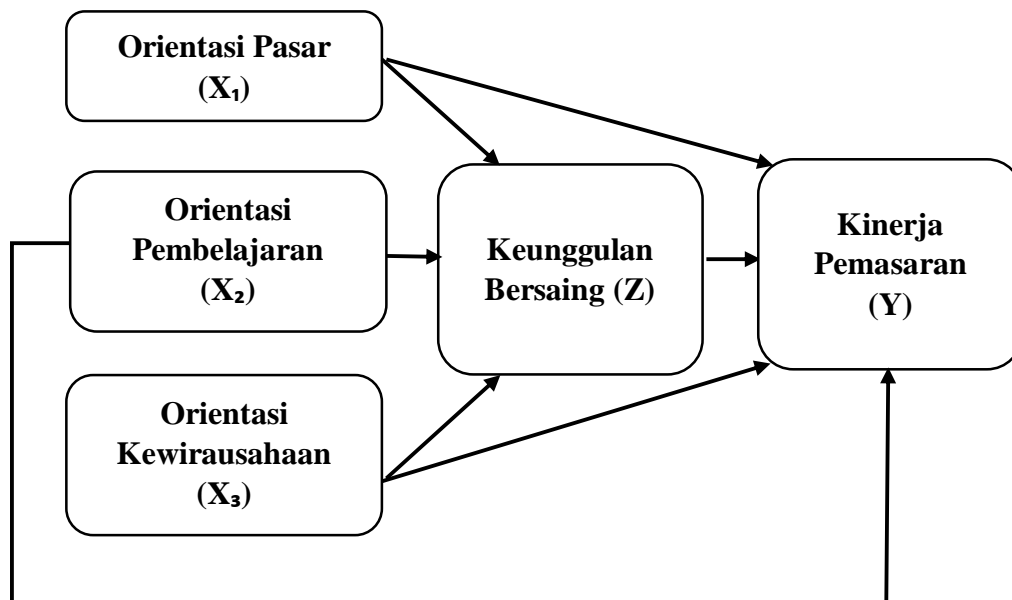 Orientasi Pasar
(X₁)
Orientasi
Pembelajaran
(X₂)
Orientasi
Kewirausahaan
(X₃)
Keunggulan
Bersaing (Z)
Kinerja
Pemasaran
(Y)